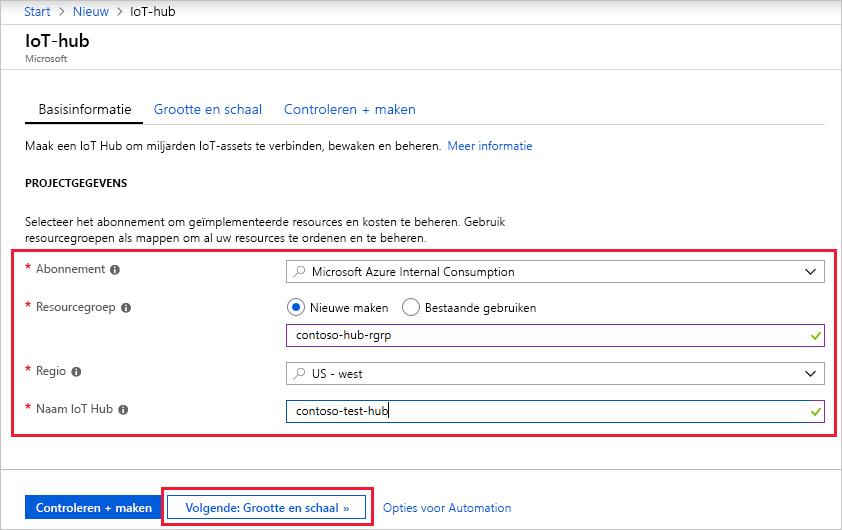 Start > Nieuw > IoT-hub
IoT-hub
Microsoft
Basisinformatie Grootte en schaal Controleren + maken
Maak een IoT Hub om miljarden IoT-assets te verbinden, bewaken en beheren. Meer informatie
PROJECTGEGEVENS
Selecteer het abonnement om geïmplementeerde resources en kosten te beheren. Gebruik
resourcegroepen als mappen om al uw resources te ordenen en te beheren.
* Abonnement Microsoft Azure Internal Consumption
* Resourcegroep Nieuwe maken Bestaande gebruiken
contoso-hub-rgrp
* Regio US - west
* Naam IoT Hub contoso-test-hub
Controleren + maken Volgende: Grootte en schaal » Opties voor Automation